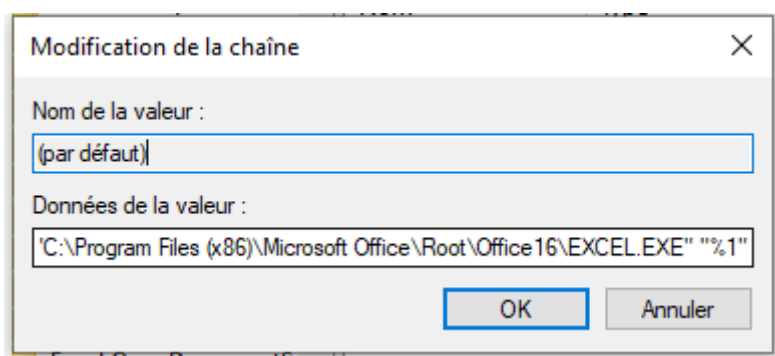 Modification de la chaîne
Nom de la valeur :
(par défaut)
Données de la valeur :
"C:\Program Files (x86)\Microsoft Office\Root\Office16\EXCEL.EXE" "%1"
OK
Annuler